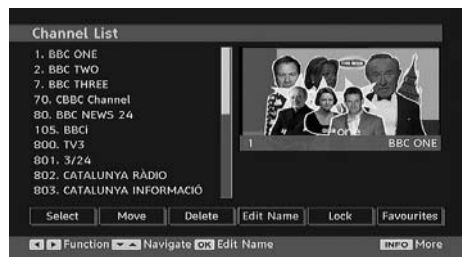 Channel List
1. BBC ONE
2. BBC TWO
7. BBC THREE
70. CBBC Channel
80. BBC NEWS 24
105. BBCi
800. TV3
801. 3/24
802. CATALUNYA RÀDIO
803. CATALUNYA INFORMACIÓ
one
1 BBC ONE
Select Move Delete Edit Name Lock Favourites
Function Navigate OK Edit Name INFO More